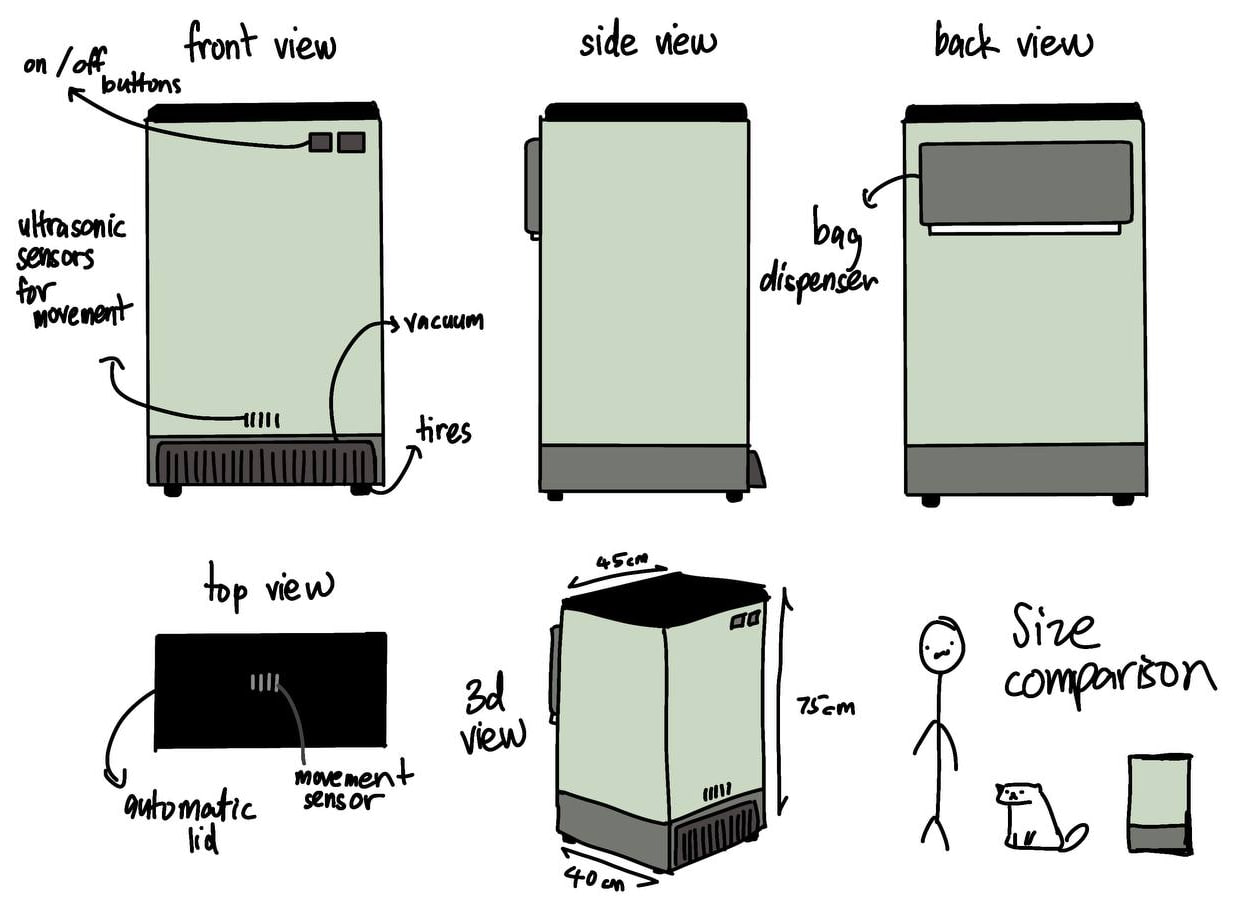 front view
side view
back view
on/off
buttons
ultrasonic
sensors
for
movement
vacuum
tires
bag
dispenser
top view
automatic
lid
movement
sensor
3d
view
45cm
75cm
40cm
Size
comparison